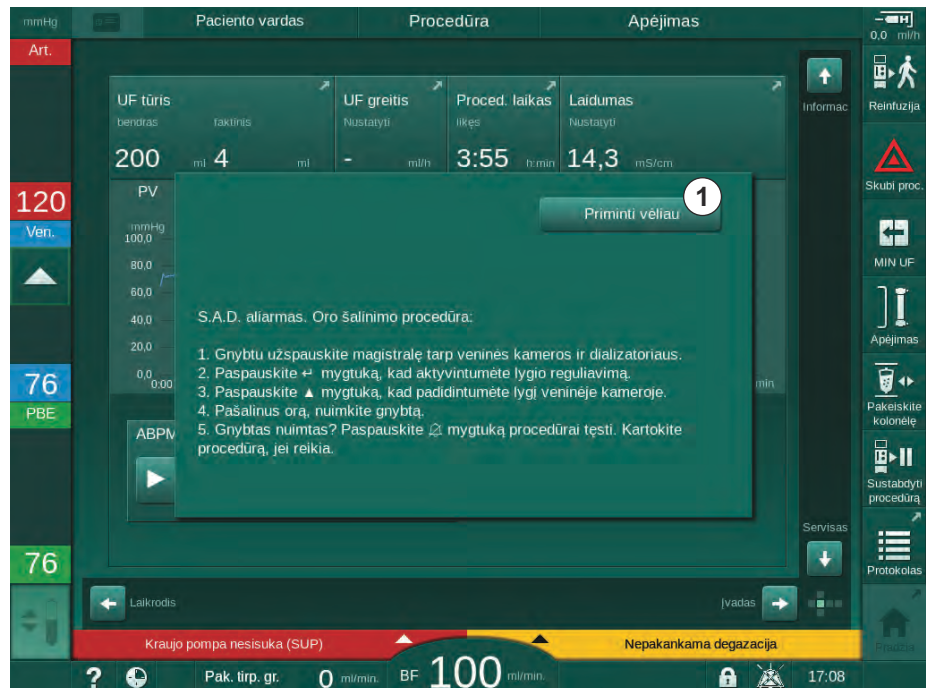 mmHg
Paciento vardas
Procedūra
Apėjimas
0,0 ml/h
Art.
120
Ven.
76
PBE
76
UF tūris
bendras faktinis
200 ml 4 ml
UF greitis
Nustatyti
- ml/h
Proced. laikas
likęs
3:55 h:min
Laidumas
Nustatyti
14,3 mS/cm
Informac
PV
mmHg
100,0
80,0
60,0
40,0
20,0
0,0
0:00
min
Priminti vėliau
1
S.A.D. aliarmas. Oro šalinimo procedūra:
1. Gnybtu užspauskite magistralę tarp veninės kameros ir dializatoriaus.
2. Paspauskite ↵ mygtuką, kad aktyvintumėte lygio reguliavimą.
3. Paspauskite ▲ mygtuką, kad padidintumėte lygį veninėje kameroje.
4. Pašalinus orą, nuimkite gnybtą.
5. Gnybtas nuimtas? Paspauskite 🔕 mygtuką procedūrai tęsti. Kartokite
procedūrą, jei reikia.
ABPM
Servisas
Laikrodis
Įvadas
Reinfuzija
Skubi proc.
MIN UF
Apėjimas
Pakeiskite
kolonėlę
Sustabdyti
procedūrą
Protokolas
Pradžia
Kraujo pompa nesisuka (SUP)
Nepakankama degazacija
?
Pak. tirp. gr. 0 ml/min.
BF 100 ml/min.
17:08